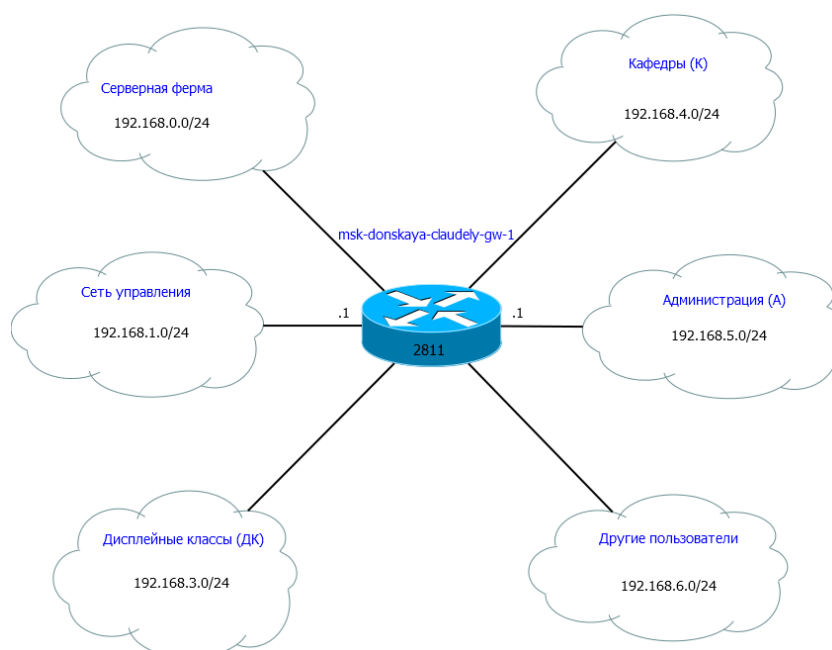 Серверная ферма
192.168.0.0/24
Кафедры (К)
192.168.4.0/24
msk-donskaya-claudely-gw-1
Сеть управления
192.168.1.0/24
.1
2811
.1
Администрация (А)
192.168.5.0/24
Дисплейные классы (ДК)
192.168.3.0/24
Другие пользователи
192.168.6.0/24